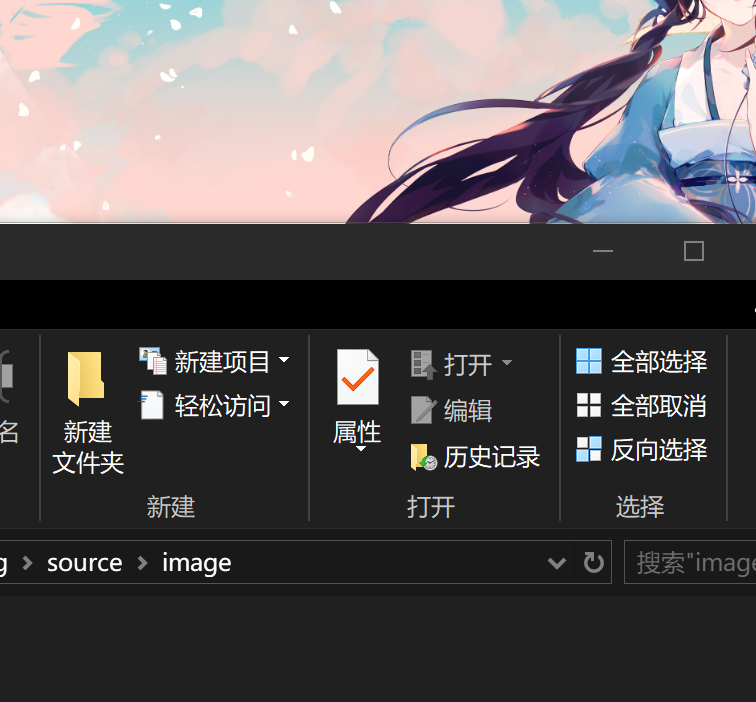 名
新建
文件夹
新建项目
轻松访问
新建
属性
打开
编辑
历史记录
打开
全部选择
全部取消
反向选择
选择
g > source > image
搜索"image